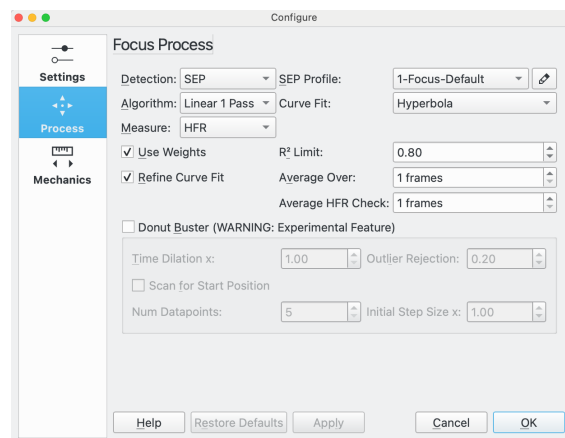 Configure
Focus Process
Settings
Process
Mechanics
Detection: SEP SEP Profile: 1-Focus-Default
Algorithm: Linear 1 Pass Curve Fit: Hyperbola
Measure: HFR
Use Weights R² Limit: 0.80
Refine Curve Fit Average Over: 1 frames
Average HFR Check: 1 frames
Donut Buster (WARNING: Experimental Feature)
Time Dilation x: 1.00 Outlier Rejection: 0.20
Scan for Start Position
Num Datapoints: 5 Initial Step Size x: 1.00
Help Restore Defaults Apply Cancel OK